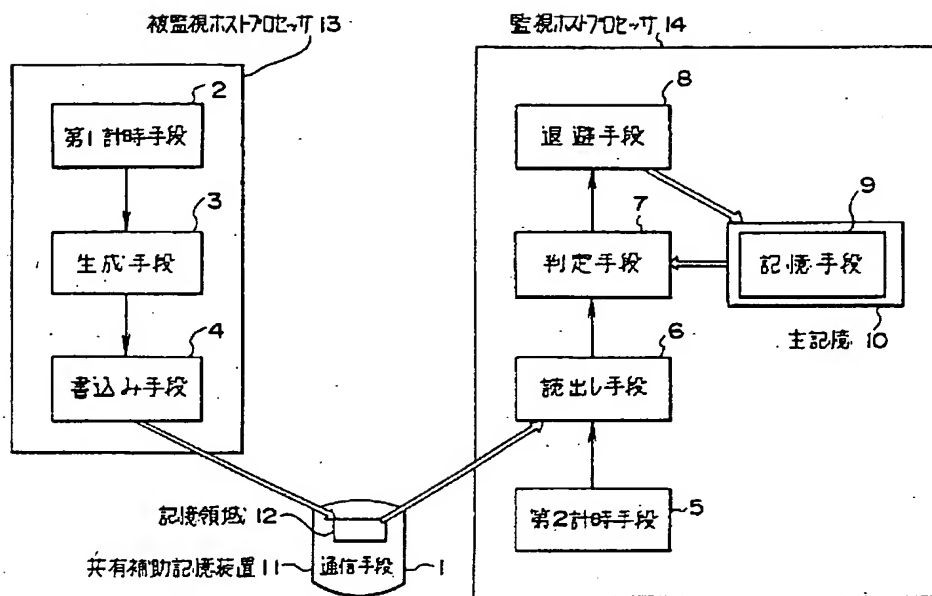 被監視ホストプロセッサ 13
監視ホストプロセッサ 14
2
第1計時手段
3
生成手段
4
書込み手段
8
退避手段
7
判定手段
9
記憶手段
主記憶 10
6
読出し手段
第2計時手段
5
記憶領域 12
共有補助記憶装置 11
通信手段
1